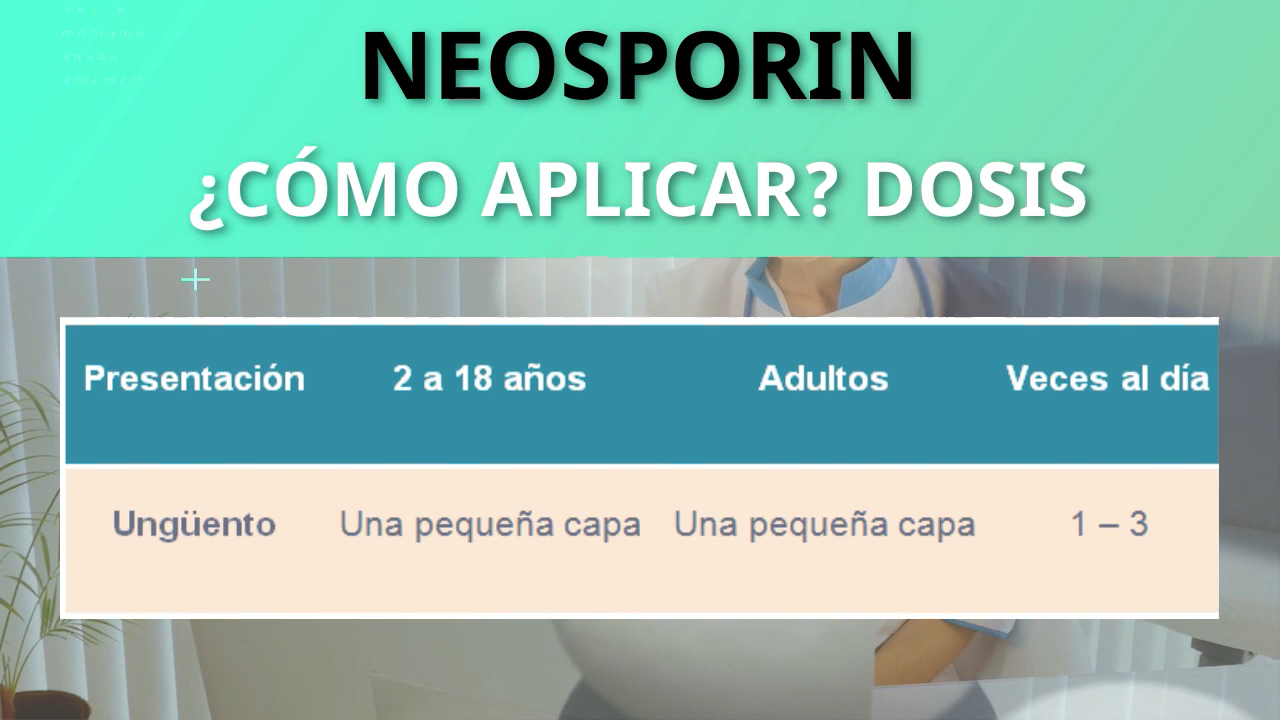 NEOSPORIN
¿CÓMO APLICAR? DOSIS
Presentación 2 a 18 años Adultos Veces al día
Ungüento Una pequeña capa Una pequeña capa 1 – 3